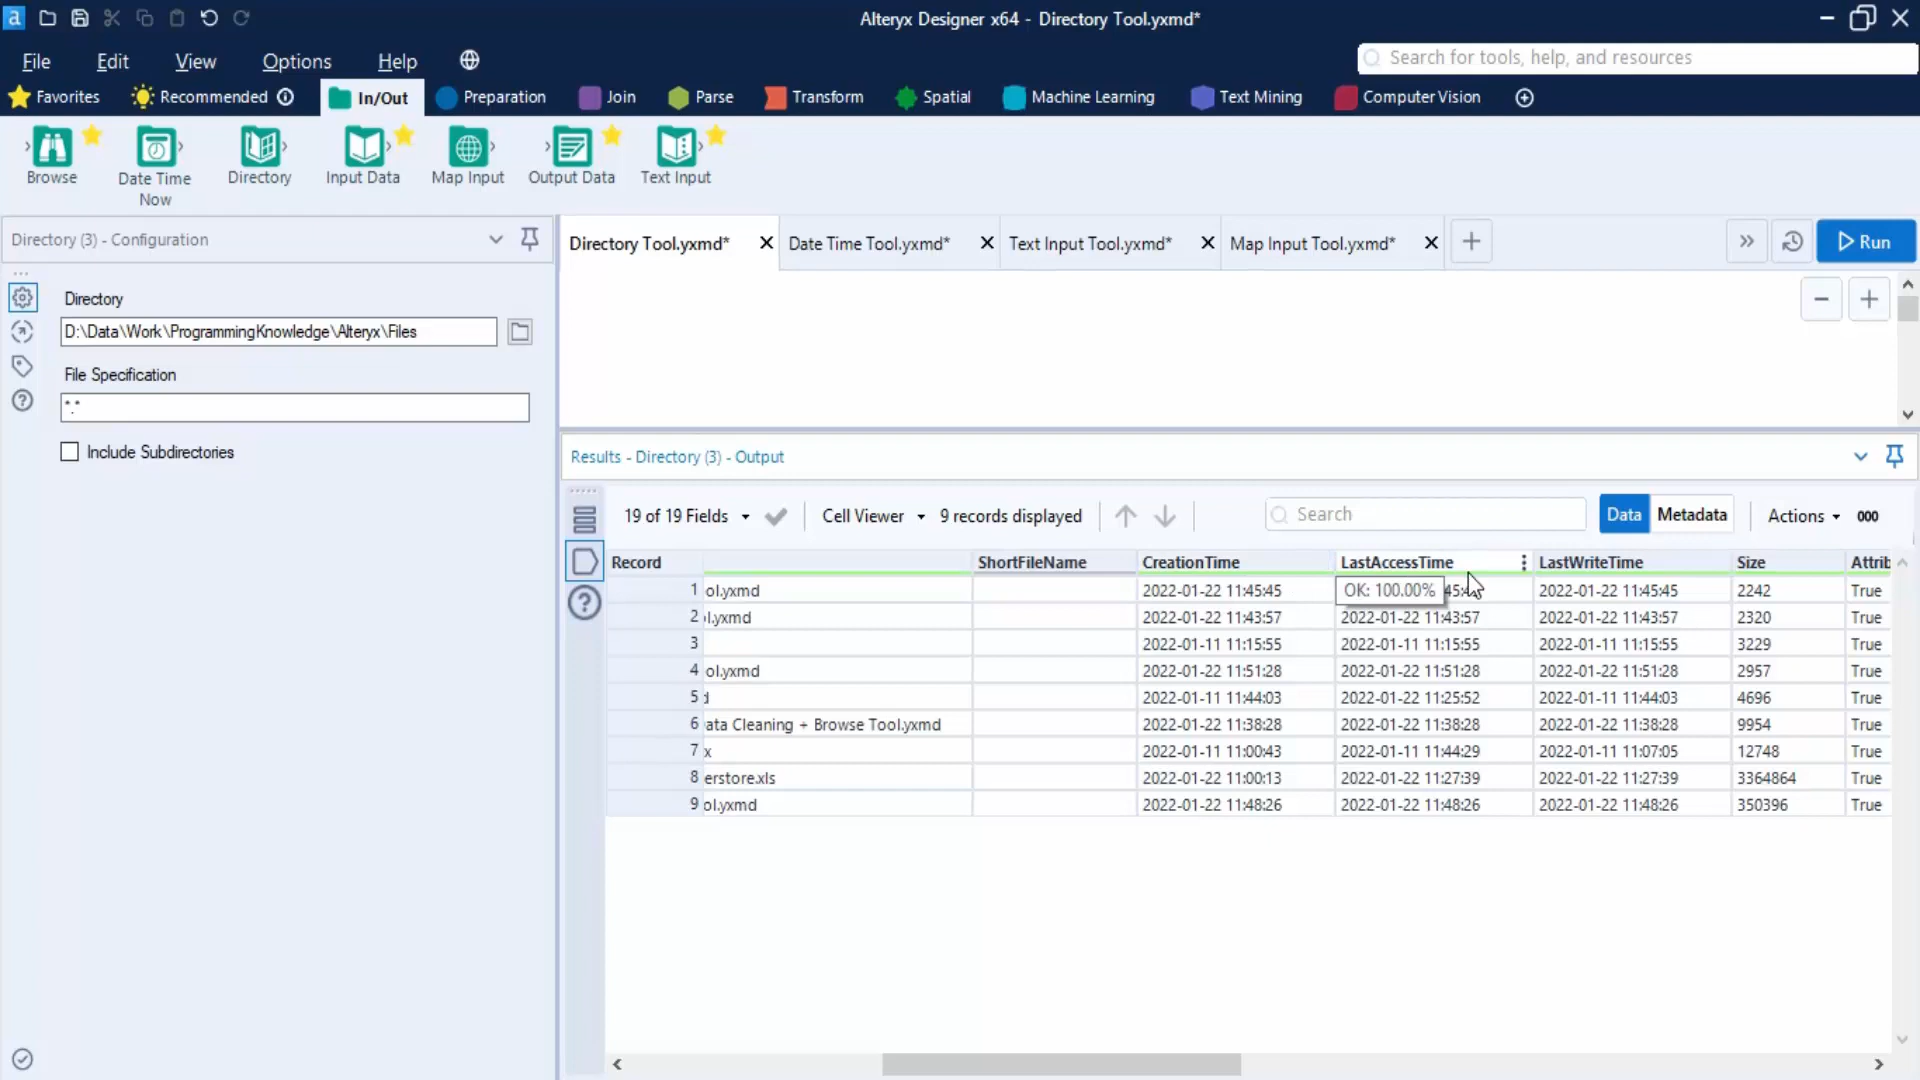 a
Alteryx Designer x64 - Directory Tool.yxmd*
File Edit View Options Help
Search for tools, help, and resources
Favorites Recommended In/Out Preparation Join Parse Transform Spatial Machine Learning Text Mining Computer Vision
Browse Date Time Now Directory Input Data Map Input Output Data Text Input
Directory (3) - Configuration
Directory Tool.yxmd* Date Time Tool.yxmd* Text Input Tool.yxmd* Map Input Tool.yxmd* Run
Directory
D:\Data\Work\ProgrammingKnowledge\Alteryx\Files
File Specification
*.*
Include Subdirectories
Results - Directory (3) - Output
19 of 19 Fields Cell Viewer 9 records displayed Search Data Metadata Actions 000
Record ShortFileName CreationTime LastAccessTime LastWriteTime Size Attrib
1 ol.yxmd 2022-01-22 11:45:45 OK: 100.00% 2022-01-22 11:45:45 2242 True
2 l.yxmd 2022-01-22 11:43:57 2022-01-22 11:43:57 2022-01-22 11:43:57 2320 True
3 2022-01-11 11:15:55 2022-01-11 11:15:55 2022-01-11 11:15:55 3229 True
4 ol.yxmd 2022-01-22 11:51:28 2022-01-22 11:51:28 2022-01-22 11:51:28 2957 True
5 d 2022-01-11 11:44:03 2022-01-22 11:25:52 2022-01-11 11:44:03 4696 True
6 ata Cleaning + Browse Tool.yxmd 2022-01-22 11:38:28 2022-01-22 11:38:28 2022-01-22 11:38:28 9954 True
7 x 2022-01-11 11:00:43 2022-01-11 11:44:29 2022-01-11 11:07:05 12748 True
8 erstore.xls 2022-01-22 11:00:13 2022-01-22 11:27:39 2022-01-22 11:27:39 3364864 True
9 ol.yxmd 2022-01-22 11:48:26 2022-01-22 11:48:26 2022-01-22 11:48:26 350396 True